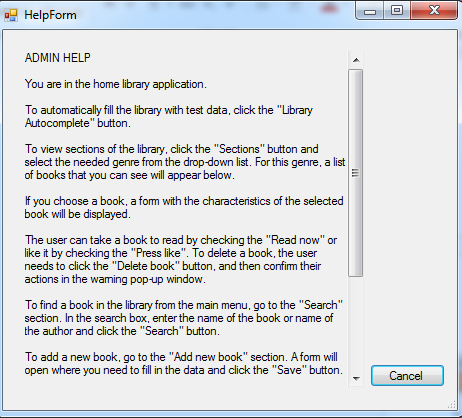 HelpForm
ADMIN HELP
You are in the home library application.
To automatically fill the library with test data, click the "Library
Autocomplete" button.
To view sections of the library, click the "Sections" button and
select the needed genre from the drop-down list. For this genre, a list
of books that you can see will appear below.
If you choose a book, a form with the characteristics of the selected
book will be displayed.
The user can take a book to read by checking the "Read now" or
like it by checking the "Press like". To delete a book, the user
needs to click the "Delete book" button, and then confirm their
actions in the warning pop-up window.
To find a book in the library from the main menu, go to the "Search"
section. In the search box, enter the name of the book or name of
the author and click the "Search" button.
To add a new book, go to the "Add new book" section. A form will
open where you need to fill in the data and click the "Save" button.
Cancel